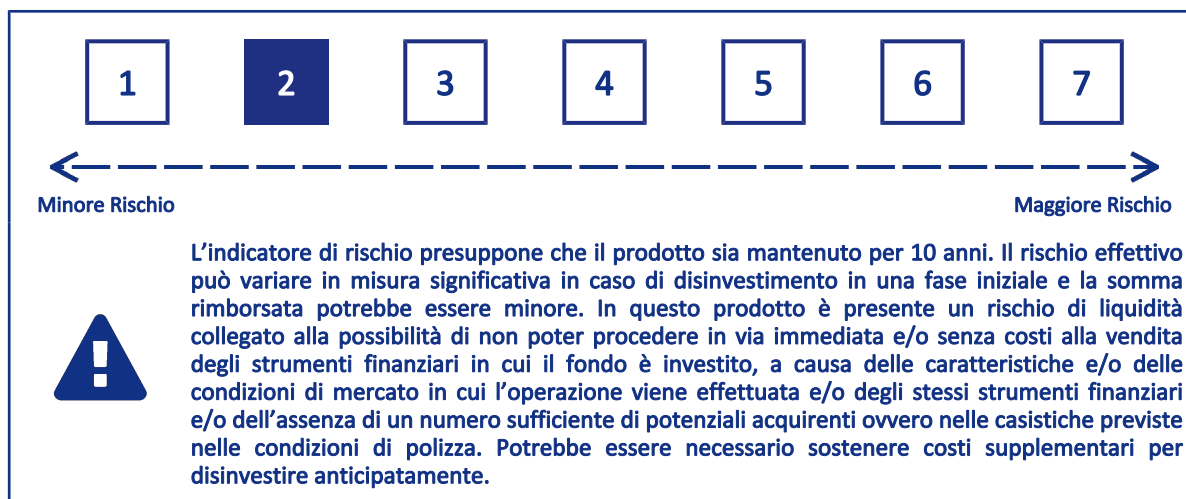 1 2 3 4 5 6 7
Minore Rischio Maggiore Rischio
L’indicatore di rischio presuppone che il prodotto sia mantenuto per 10 anni. Il rischio effettivo
può variare in misura significativa in caso di disinvestimento in una fase iniziale e la somma
rimborsata potrebbe essere minore. In questo prodotto è presente un rischio di liquidità
collegato alla possibilità di non poter procedere in via immediata e/o senza costi alla vendita
degli strumenti finanziari in cui il fondo è investito, a causa delle caratteristiche e/o delle
condizioni di mercato in cui l’operazione viene effettuata e/o degli stessi strumenti finanziari
e/o dell’assenza di un numero sufficiente di potenziali acquirenti ovvero nelle casistiche previste
nelle condizioni di polizza. Potrebbe essere necessario sostenere costi supplementari per
disinvestire anticipatamente.